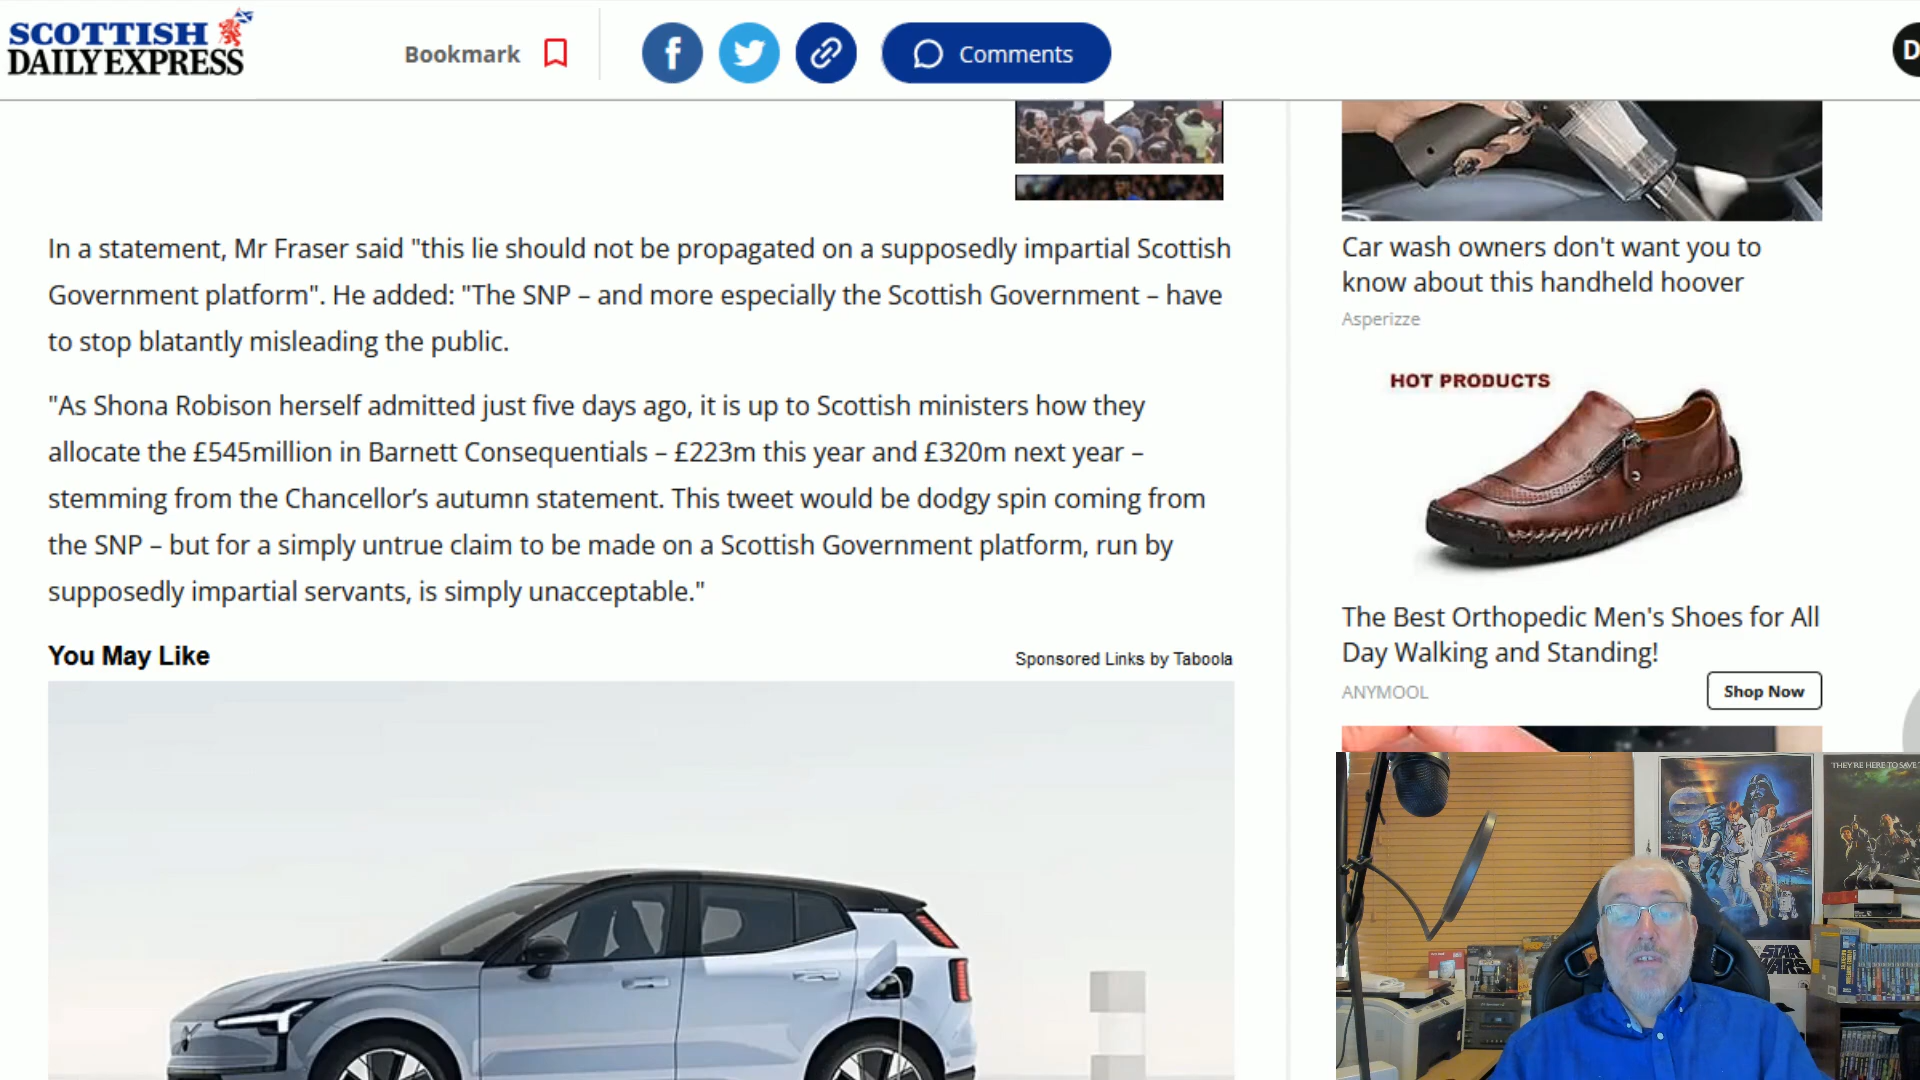 SCOTTISH
DAILY EXPRESS
Bookmark
Comments
D
In a statement, Mr Fraser said "this lie should not be propagated on a supposedly impartial Scottish
Government platform". He added: "The SNP – and more especially the Scottish Government – have
to stop blatantly misleading the public.
"As Shona Robison herself admitted just five days ago, it is up to Scottish ministers how they
allocate the £545million in Barnett Consequentials – £223m this year and £320m next year –
stemming from the Chancellor’s autumn statement. This tweet would be dodgy spin coming from
the SNP – but for a simply untrue claim to be made on a Scottish Government platform, run by
supposedly impartial servants, is simply unacceptable."
You May Like
Sponsored Links by Taboola
Car wash owners don't want you to
know about this handheld hoover
Asperizze
HOT PRODUCTS
The Best Orthopedic Men's Shoes for All
Day Walking and Standing!
ANYMOOL
Shop Now
THEY'RE HERE TO SAVE
STAR
WARS